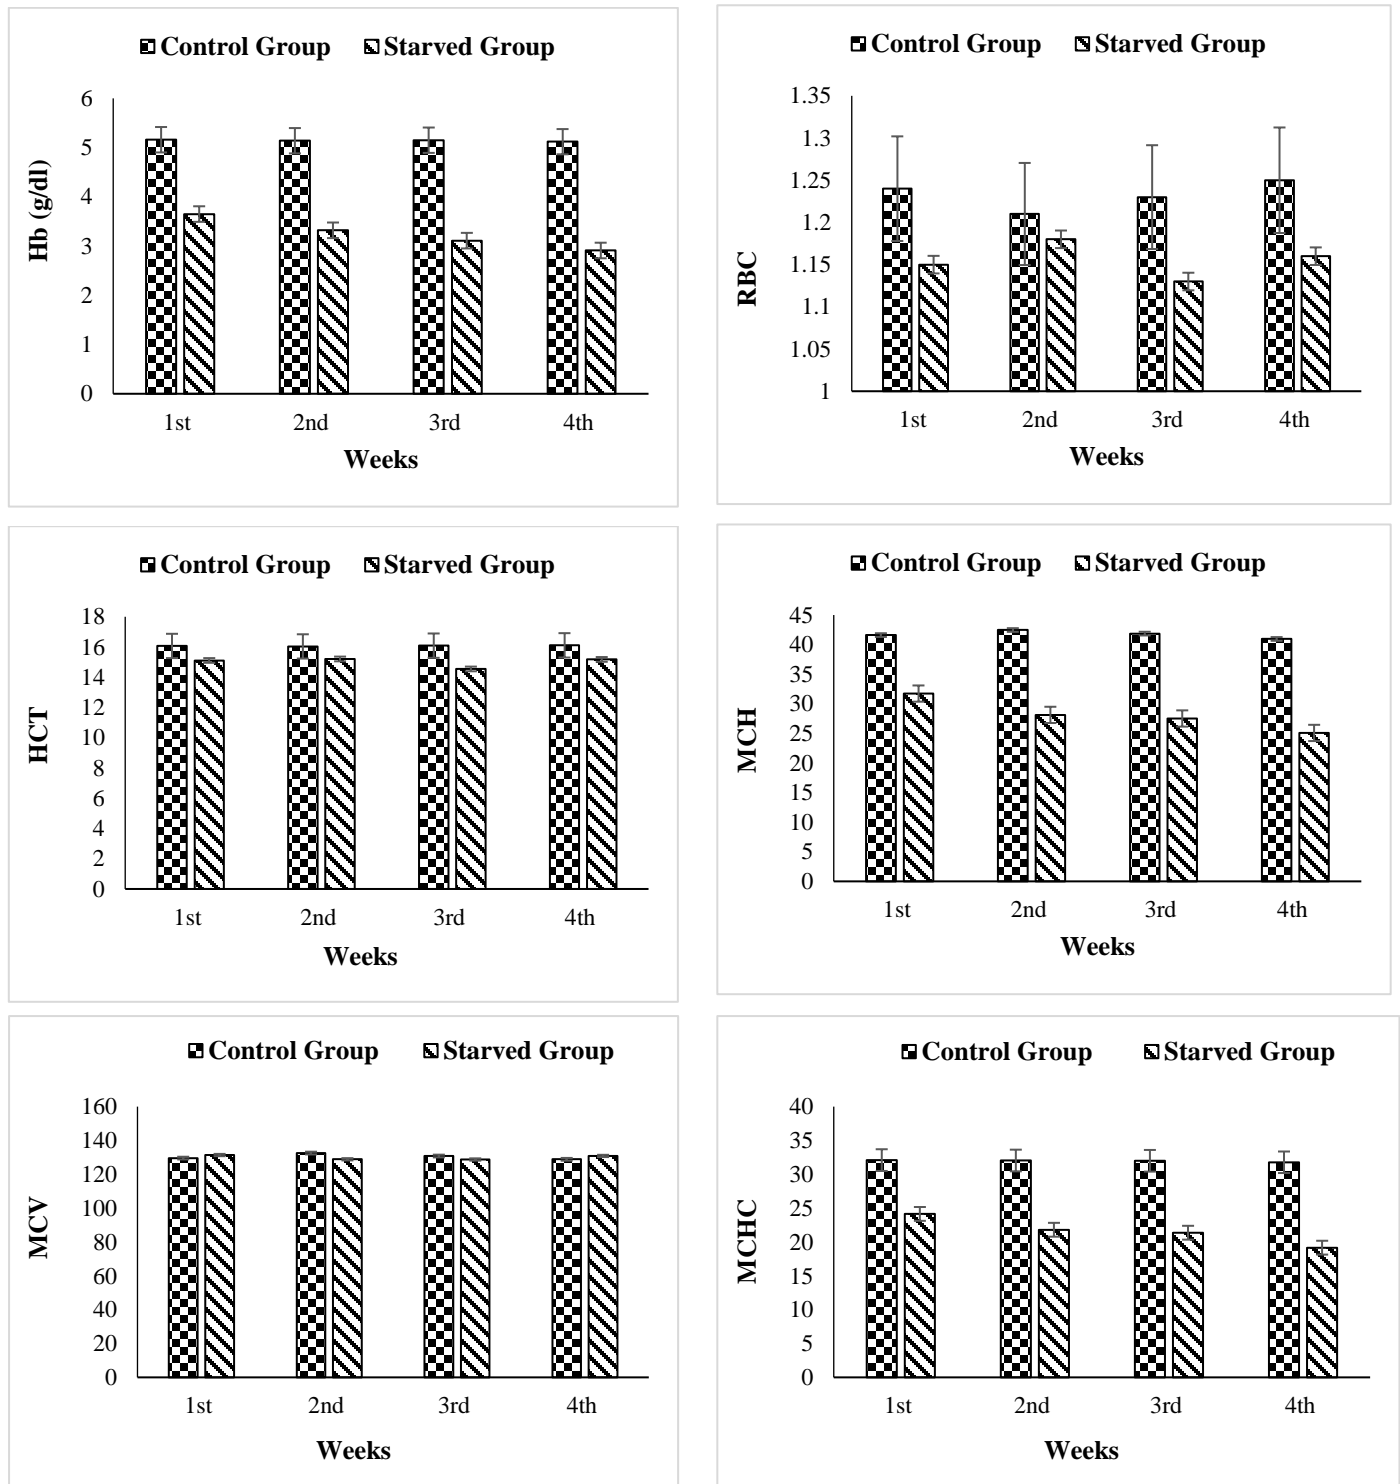 Control Group Starved Group
6
5
4
3
2
1
0
Hb (g/dl)
1st 2nd 3rd 4th
Weeks
Control Group Starved Group
1.35
1.3
1.25
1.2
1.15
1.1
1.05
1
RBC
1st 2nd 3rd 4th
Weeks
Control Group Starved Group
18
16
14
12
10
8
6
4
2
0
HCT
1st 2nd 3rd 4th
Weeks
Control Group Starved Group
45
40
35
30
25
20
15
10
5
0
MCH
1st 2nd 3rd 4th
Weeks
Control Group Starved Group
160
140
120
100
80
60
40
20
0
MCV
1st 2nd 3rd 4th
Weeks
Control Group Starved Group
40
35
30
25
20
15
10
5
0
MCHC
1st 2nd 3rd 4th
Weeks